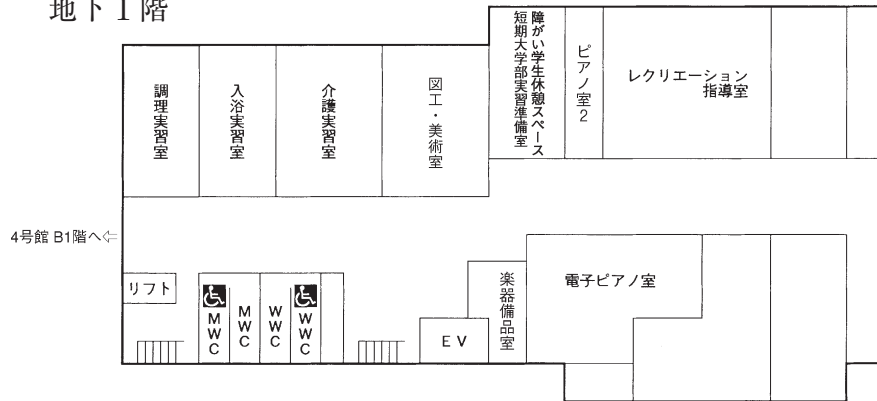 地下1階
調理実習室
入浴実習室
介護実習室
図工・美術室
障がい学生休憩スペース
短期大学部実習準備室
ピアノ室2
レクリエーション
指導室
4号館 B1階へ⇦
リフト
MWC
MWC
WWC
WWC
EV
楽器備品室
電子ピアノ室